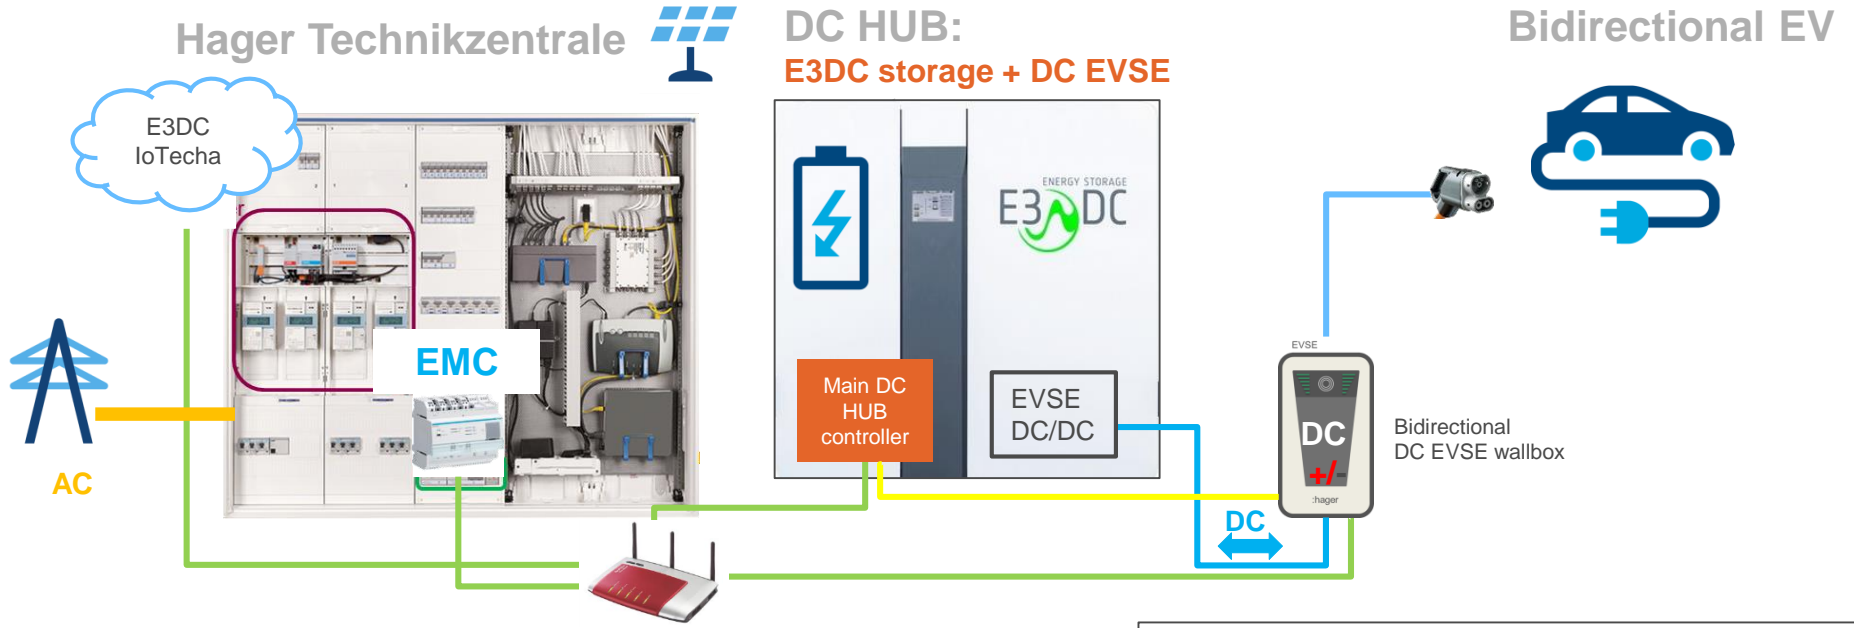 Hager Technikzentrale
DC HUB:
E3DC storage + DC EVSE
Bidirectional EV
E3DC
IoTecha
r
ENERGY STORAGE
E3DC
EMC
Main DC
HUB
controller
EVSE
DC/DC
EVSE
DC
+/-
:hager
Bidirectional
DC EVSE wallbox
AC
DC